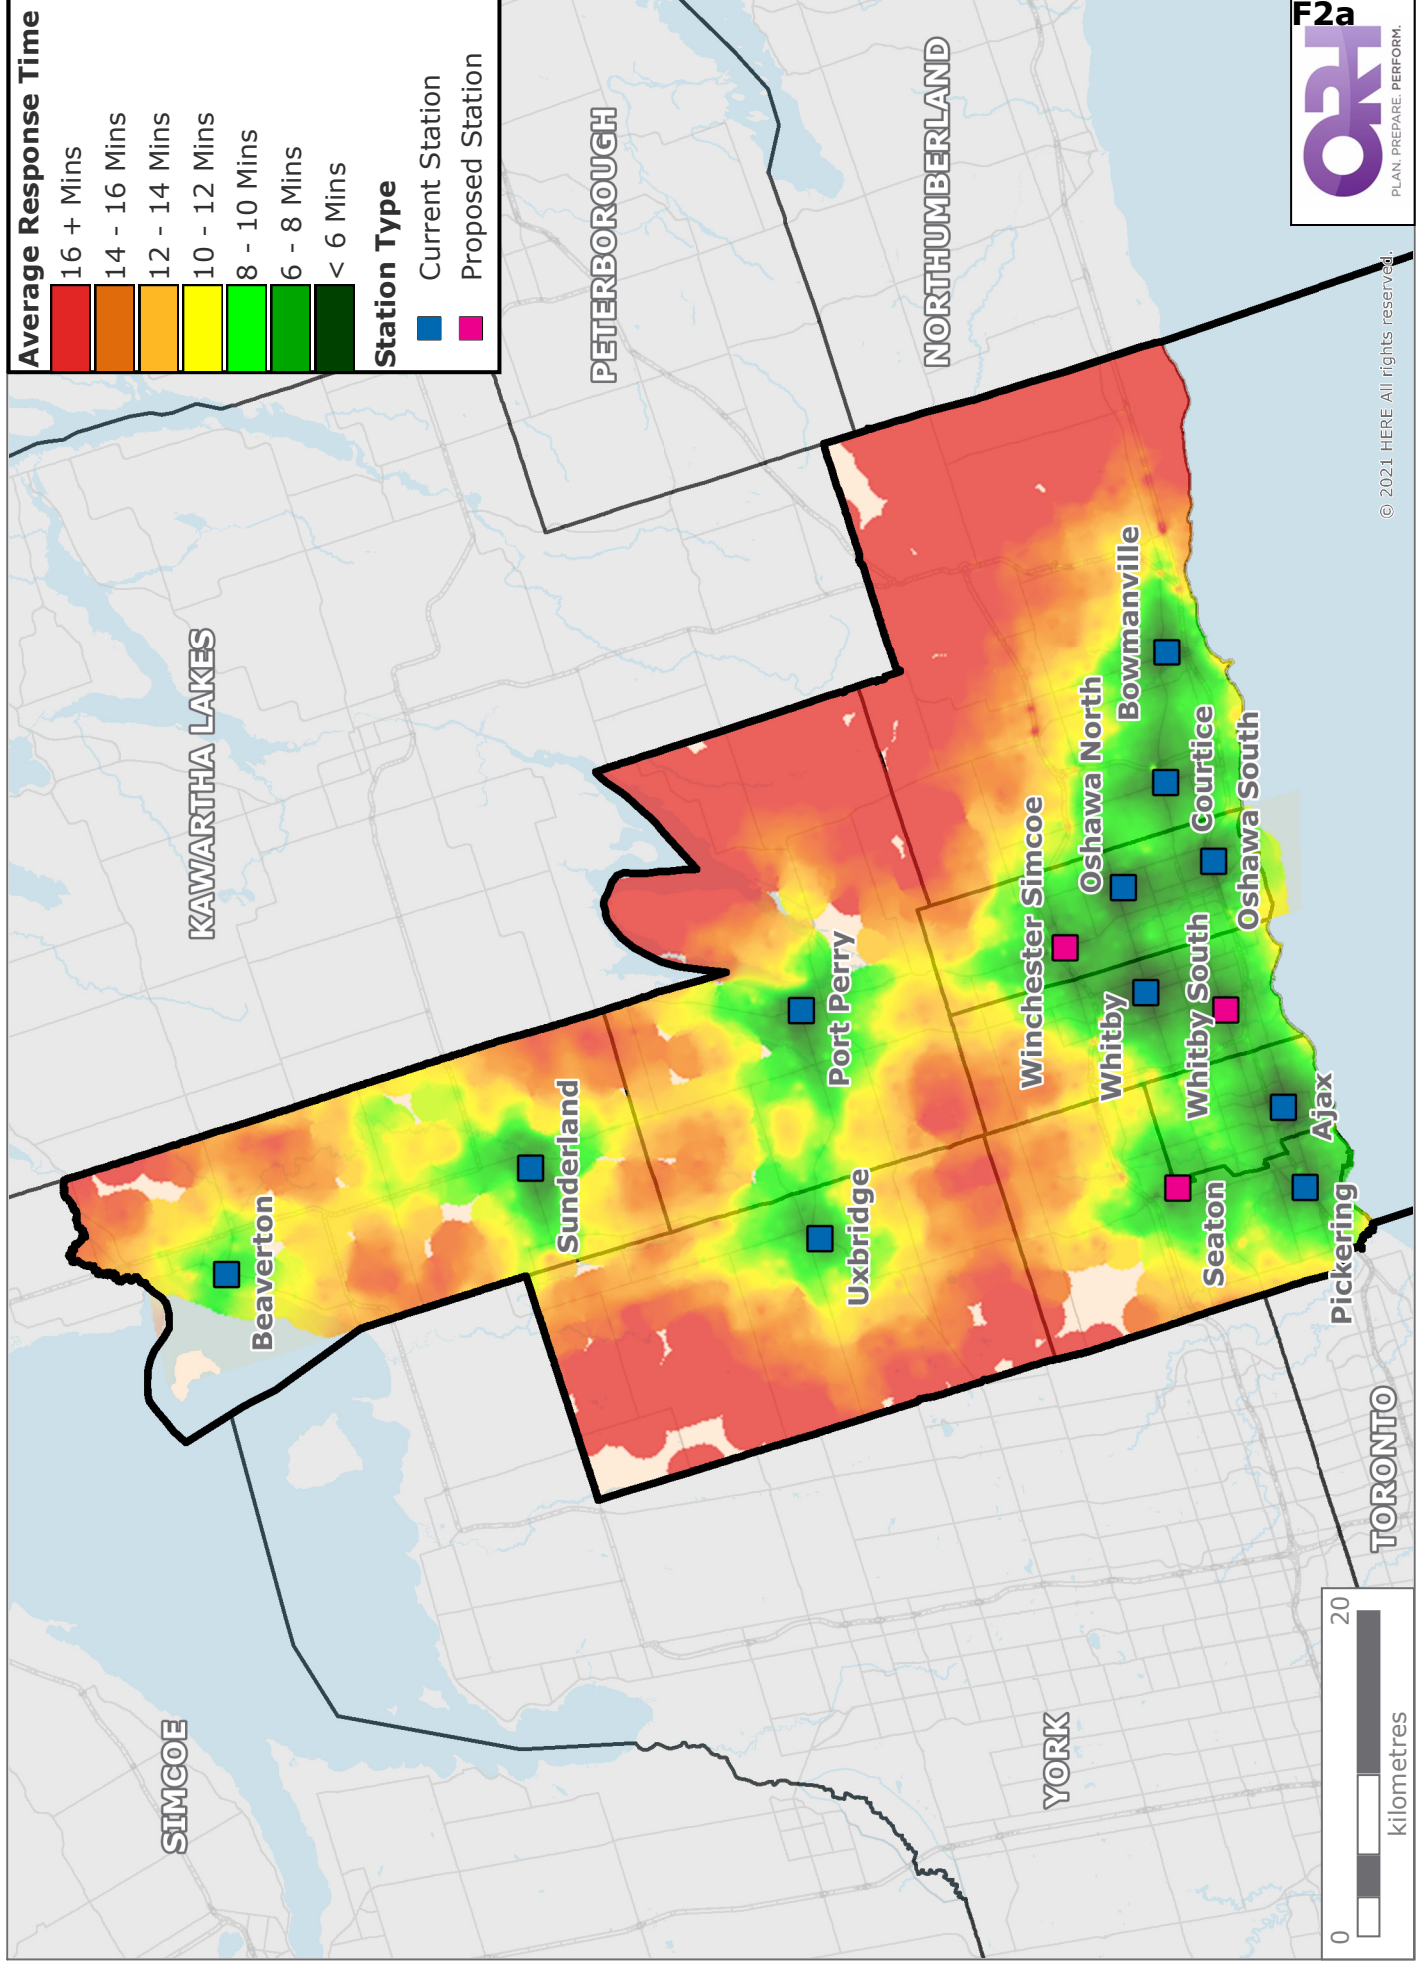 Average Response Time
16 + Mins
14 - 16 Mins
12 - 14 Mins
10 - 12 Mins
8 - 10 Mins
6 - 8 Mins
< 6 Mins
Station Type
Current Station
Proposed Station
PETERBOROUGH
NORTHUMBERLAND
KAWARTHA LAKES
SIMCOE
YORK
TORONTO
Beaverton
Sunderland
Port Perry
Uxbridge
Winchester Simcoe
Oshawa North
Bowmanville
Courtice
Oshawa South
Whitby
Whitby South
Ajax
Seaton
Pickering
0
20
kilometres
© 2021 HERE All rights reserved.
F2a
ORH
PLAN. PREPARE. PERFORM.